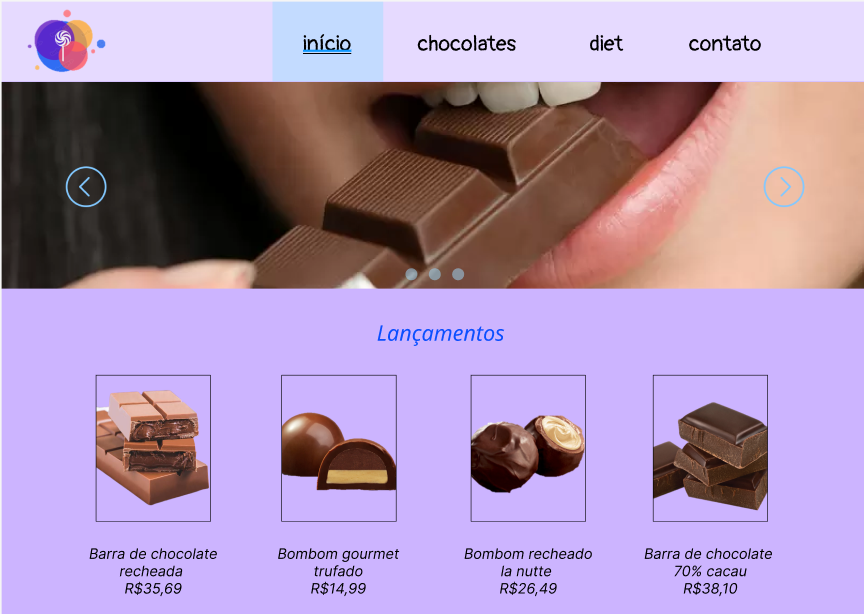 início chocolates diet contato
Lançamentos
Barra de chocolate
recheada
R$35,69
Bombom gourmet
trufado
R$14,99
Bombom recheado
la nutte
R$26,49
Barra de chocolate
70% cacau
R$38,10